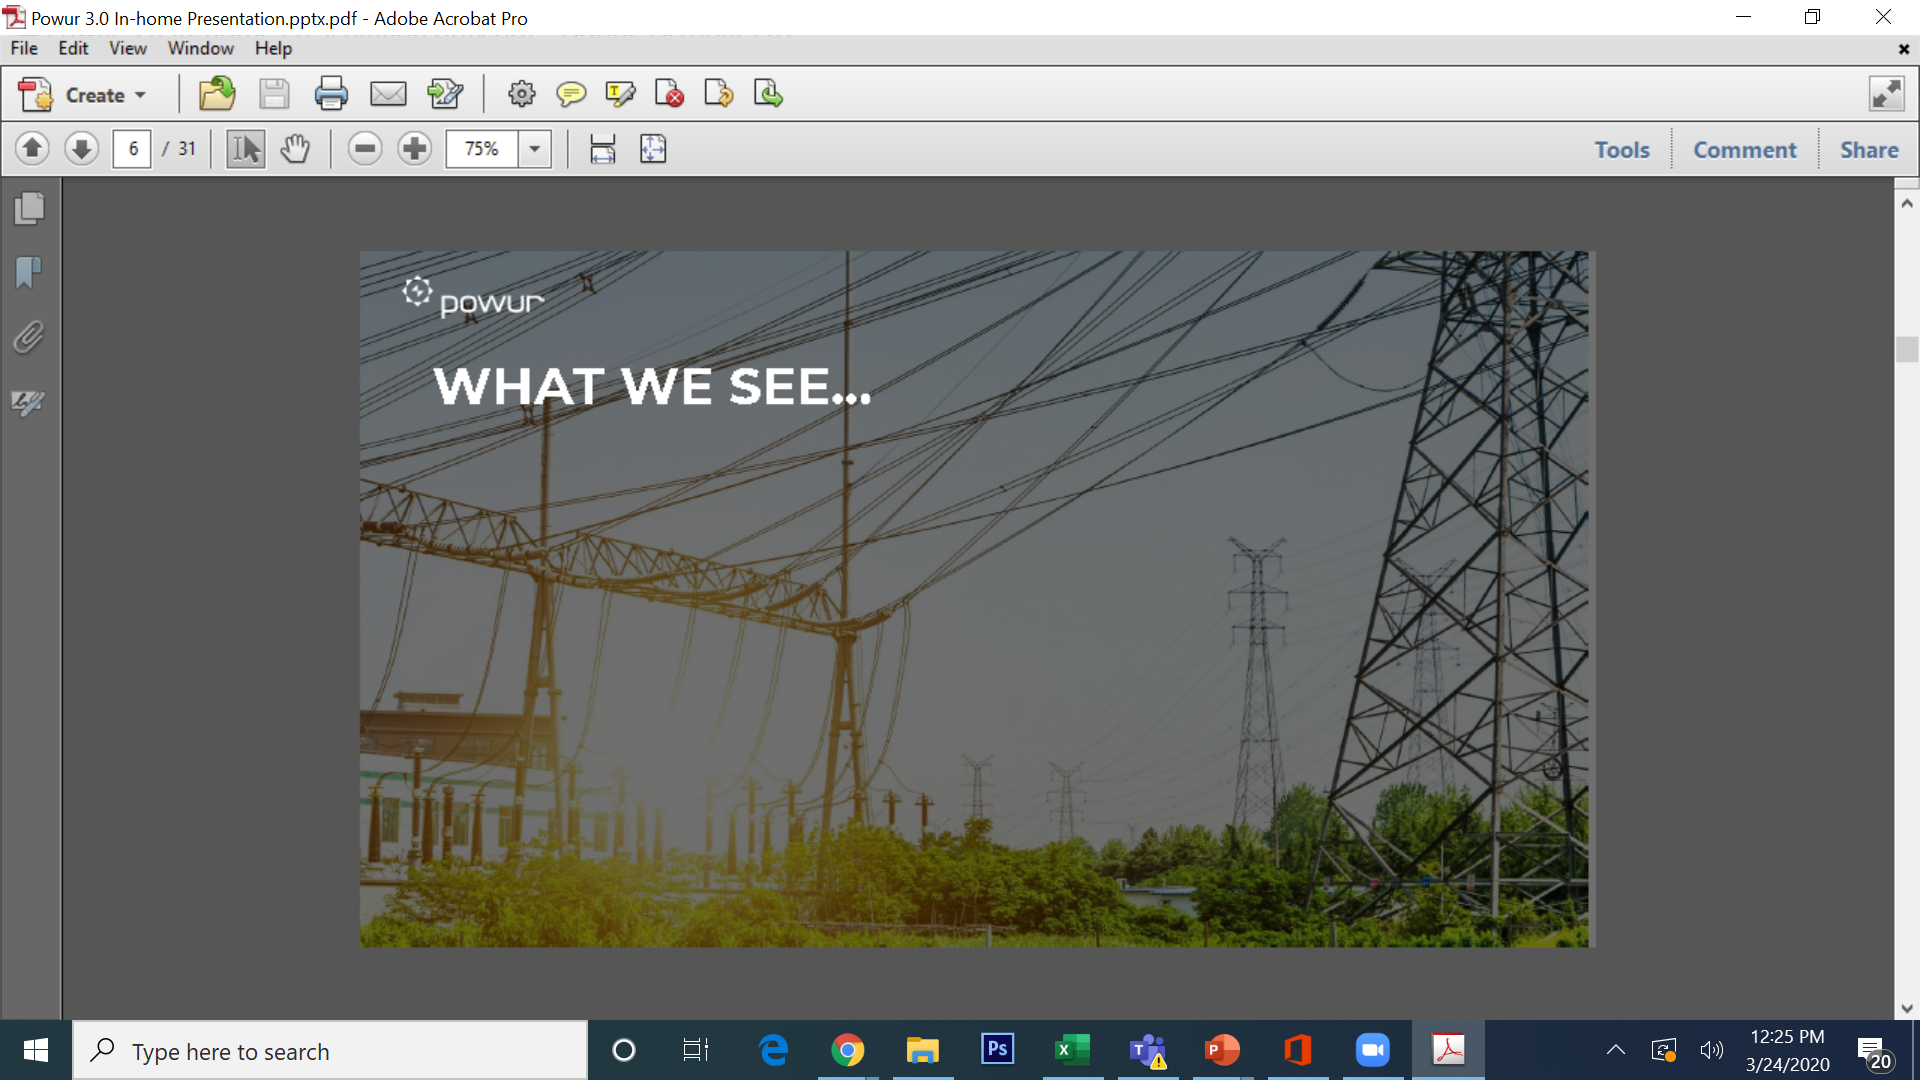 Powur 3.0 In-home Presentation.pptx.pdf - Adobe Acrobat Pro
File Edit View Window Help
Create
6 / 31 75% Tools Comment Share
powur
WHAT WE SEE...
Type here to search
Ps
12:25 PM
3/24/2020
20